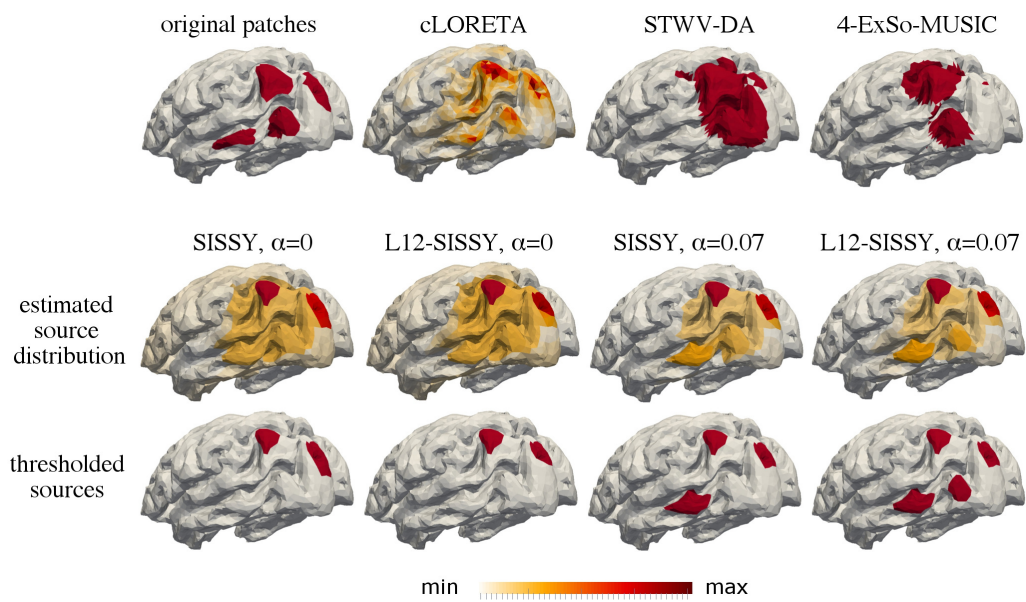 original patches
cLORETA
STWV-DA
4-ExSo-MUSIC
SISSY, α=0
L12-SISSY, α=0
SISSY, α=0.07
L12-SISSY, α=0.07
estimated
source
distribution
thresholded
sources
min
max